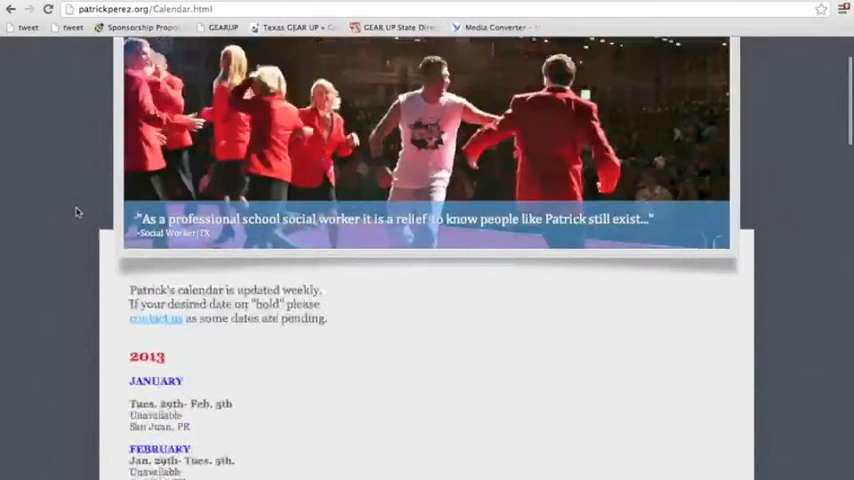 patrickperez.org/Calendar.html
tweet
tweet
Sponsorship Propo
GEARUP
Texas GEAR UP »
GEAR UP State Dire
Media Converter -
"As a professional school social worker it is a relief to know people like Patrick still exist..."
-Social Worker,TX
Patrick's calendar is updated weekly.
If your desired date on "hold" please
contact us as some dates are pending.
2013
JANUARY
Tues. 29th- Feb. 5th
Unavailable
San Juan, PR
FEBRUARY
Jan. 29th- Tues. 5th.
Unavailable